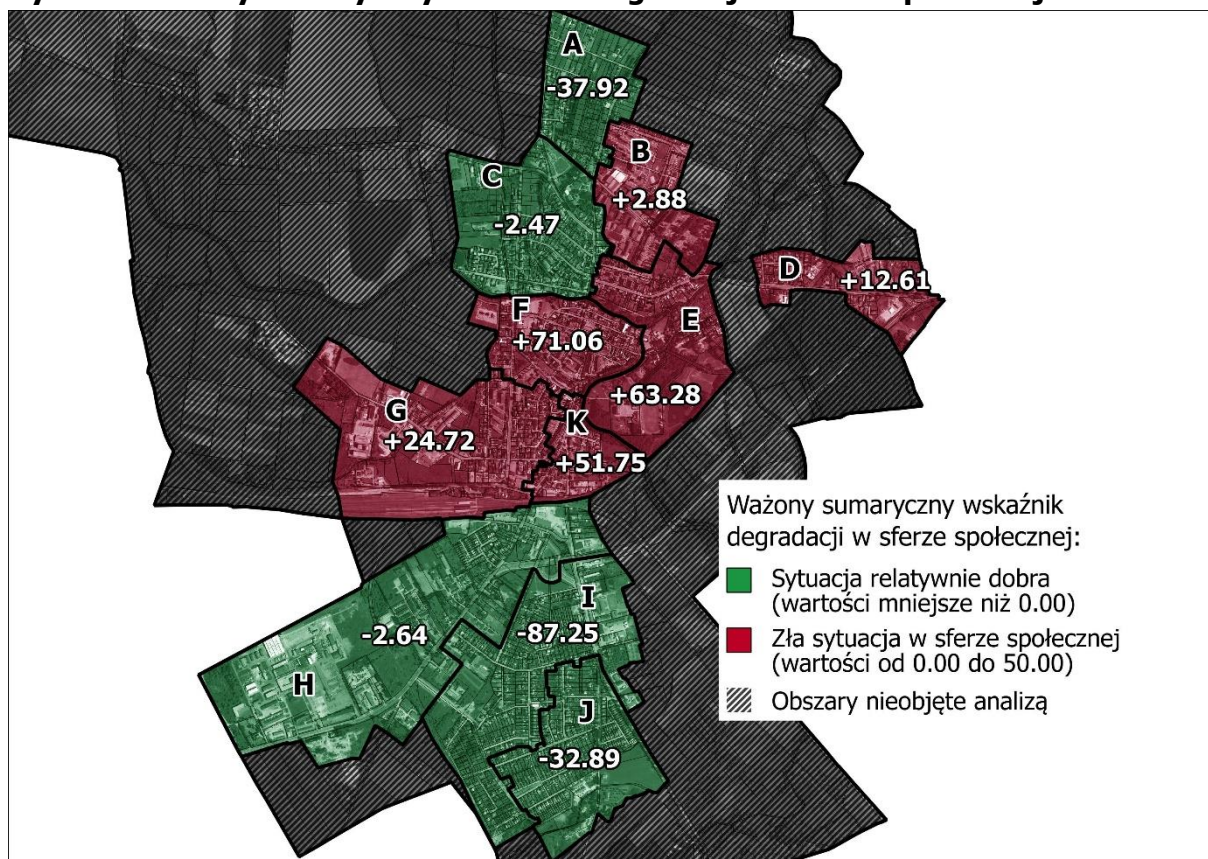 A
-37.92
B
+2.88
C
-2.47
D
+12.61
E
+63.28
F
+71.06
G
+24.72
K
+51.75
Ważony sumaryczny wskaźnik
degradacji w sferze społecznej:
Sytuacja relatywnie dobra
(wartości mniejsze niż 0.00)
Zła sytuacja w sferze społecznej
(wartości od 0.00 do 50.00)
Obszary nieobjęte analizą
H
-2.64
I
-87.25
J
-32.89